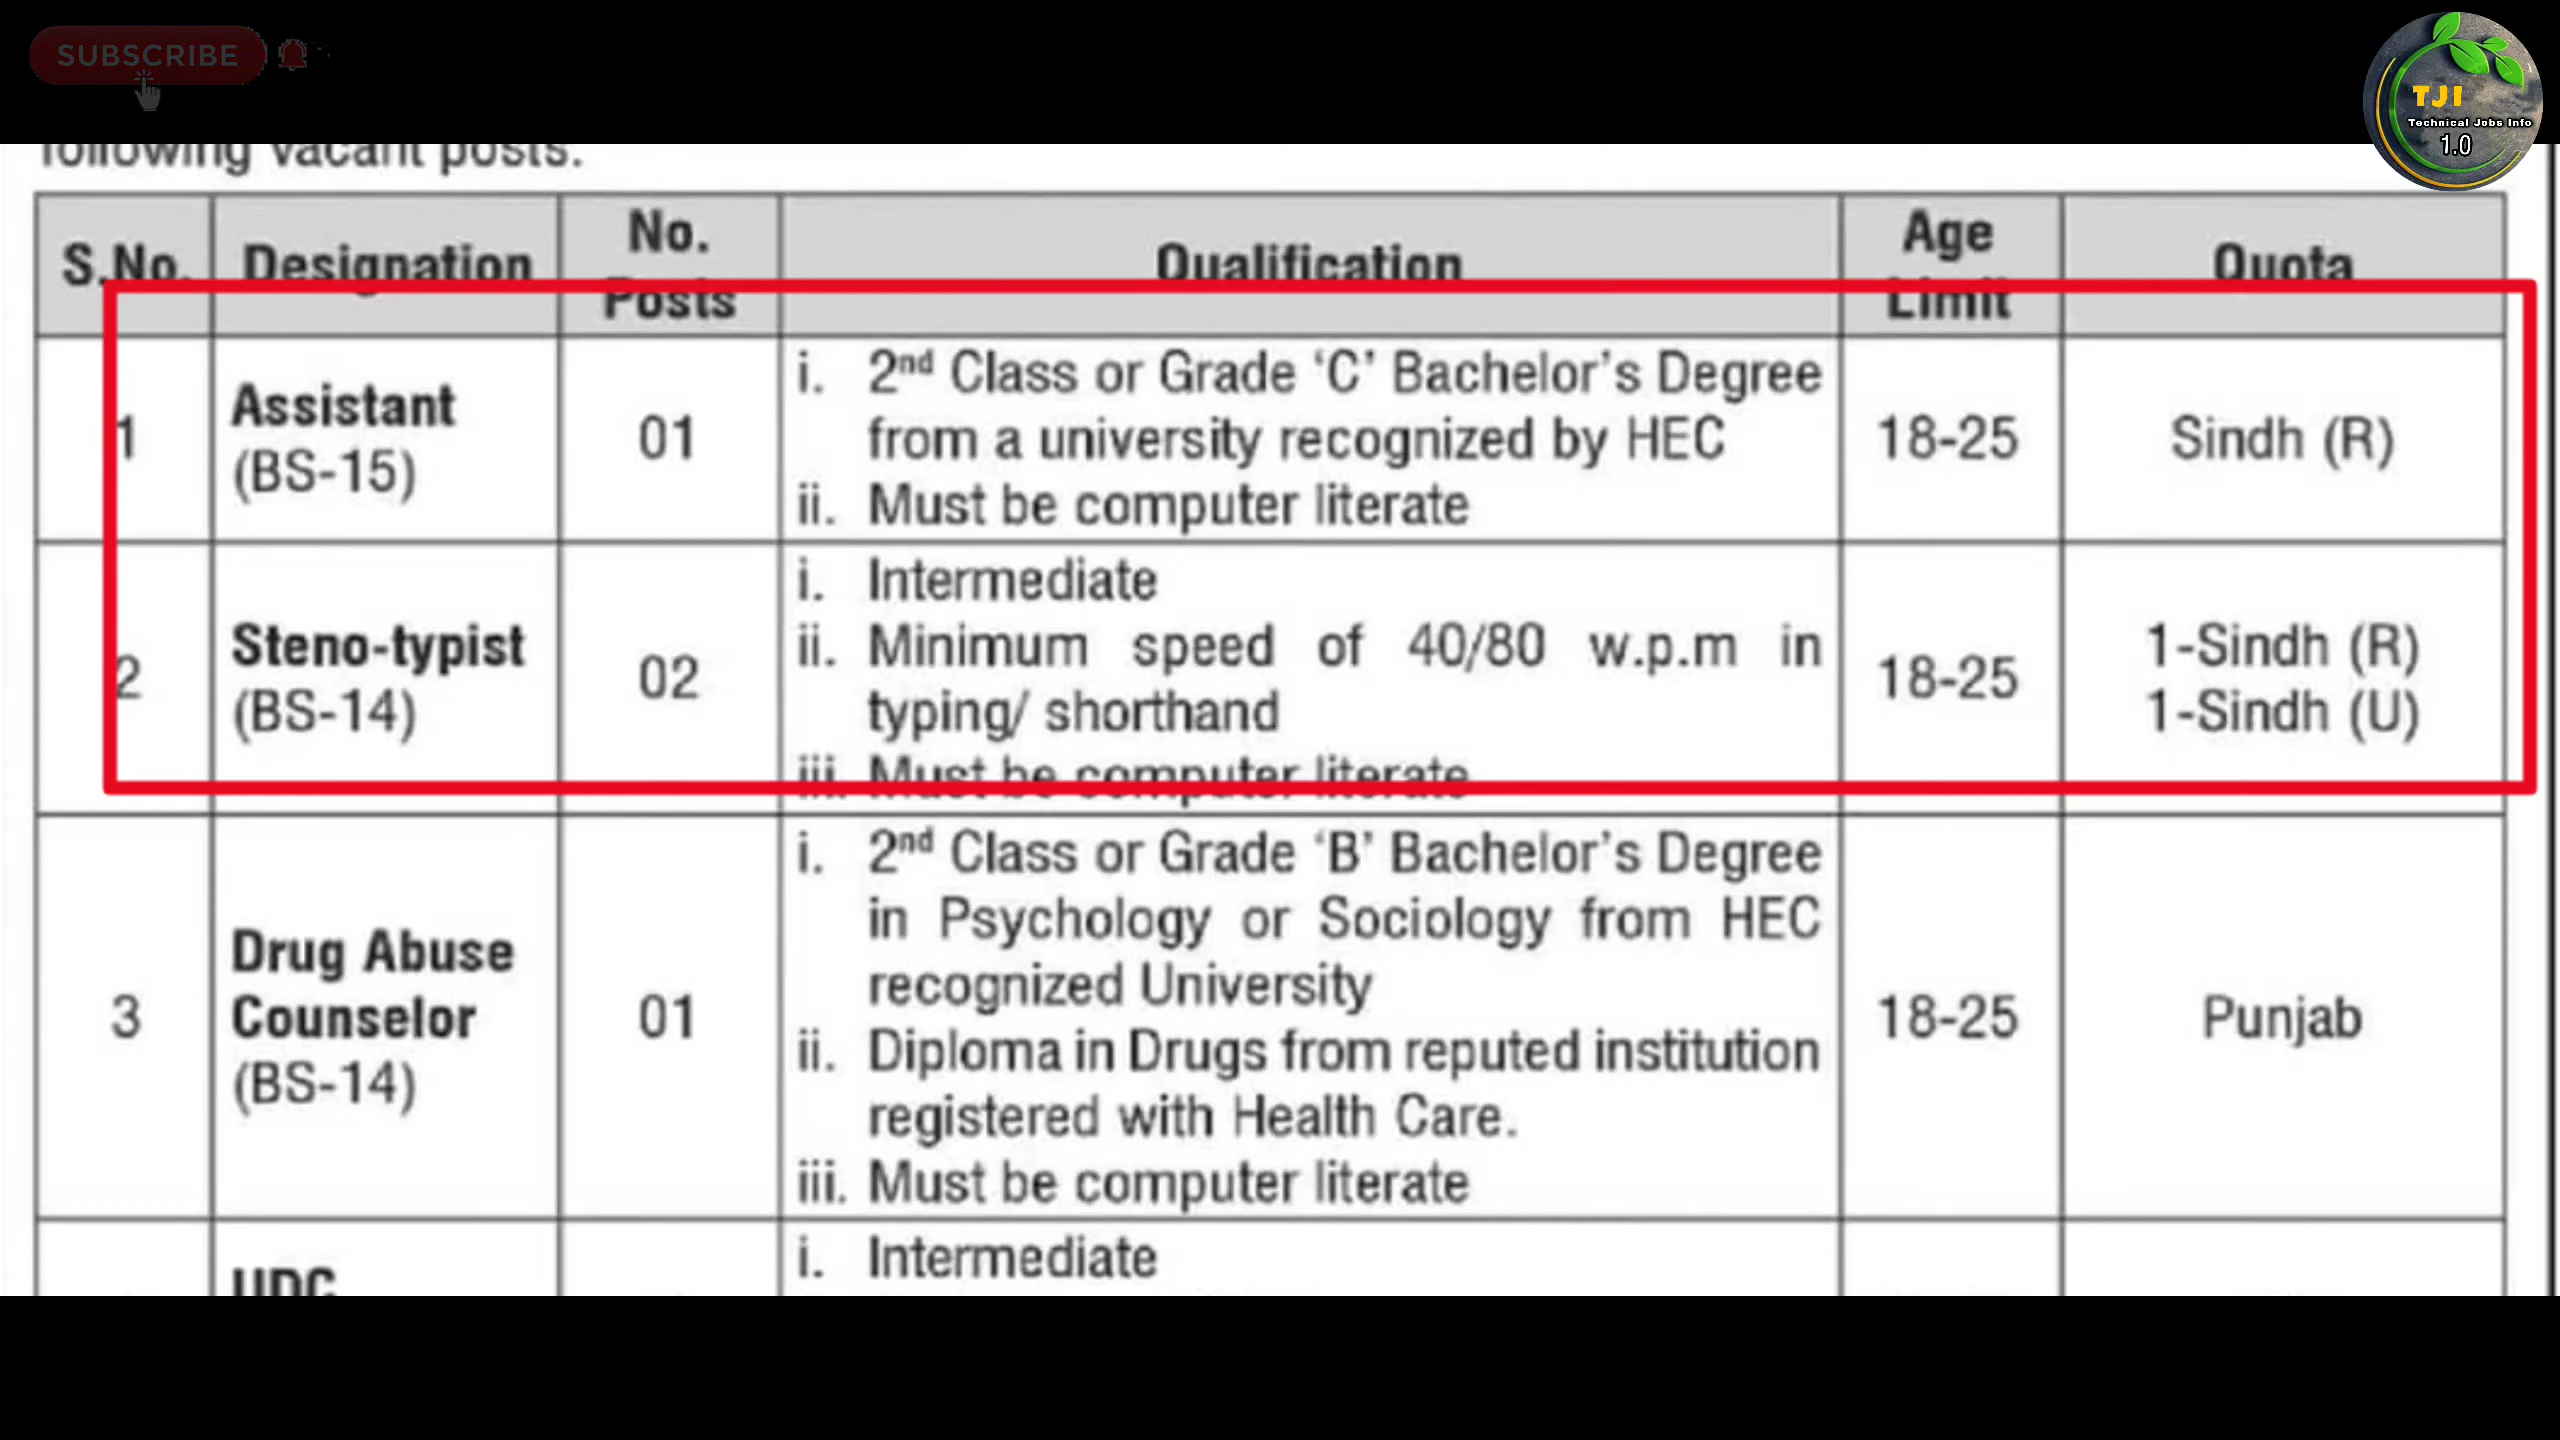 SUBSCRIBE
TJI
Technical Jobs Info
1.0
following vacant posts.
S.No. Designation No. Posts Qualification Age Limit Quota
1 Assistant (BS-15) 01 i. 2nd Class or Grade ‘C’ Bachelor’s Degree 18-25 Sindh (R)
from a university recognized by HEC
ii. Must be computer literate
2 Steno-typist (BS-14) 02 i. Intermediate 18-25 1-Sindh (R)
ii. Minimum speed of 40/80 w.p.m in 1-Sindh (U)
typing/ shorthand
iii. Must be computer literate
3 Drug Abuse Counselor (BS-14) 01 i. 2nd Class or Grade ‘B’ Bachelor’s Degree 18-25 Punjab
in Psychology or Sociology from HEC
recognized University
ii. Diploma in Drugs from reputed institution
registered with Health Care.
iii. Must be computer literate
UDC i. Intermediate